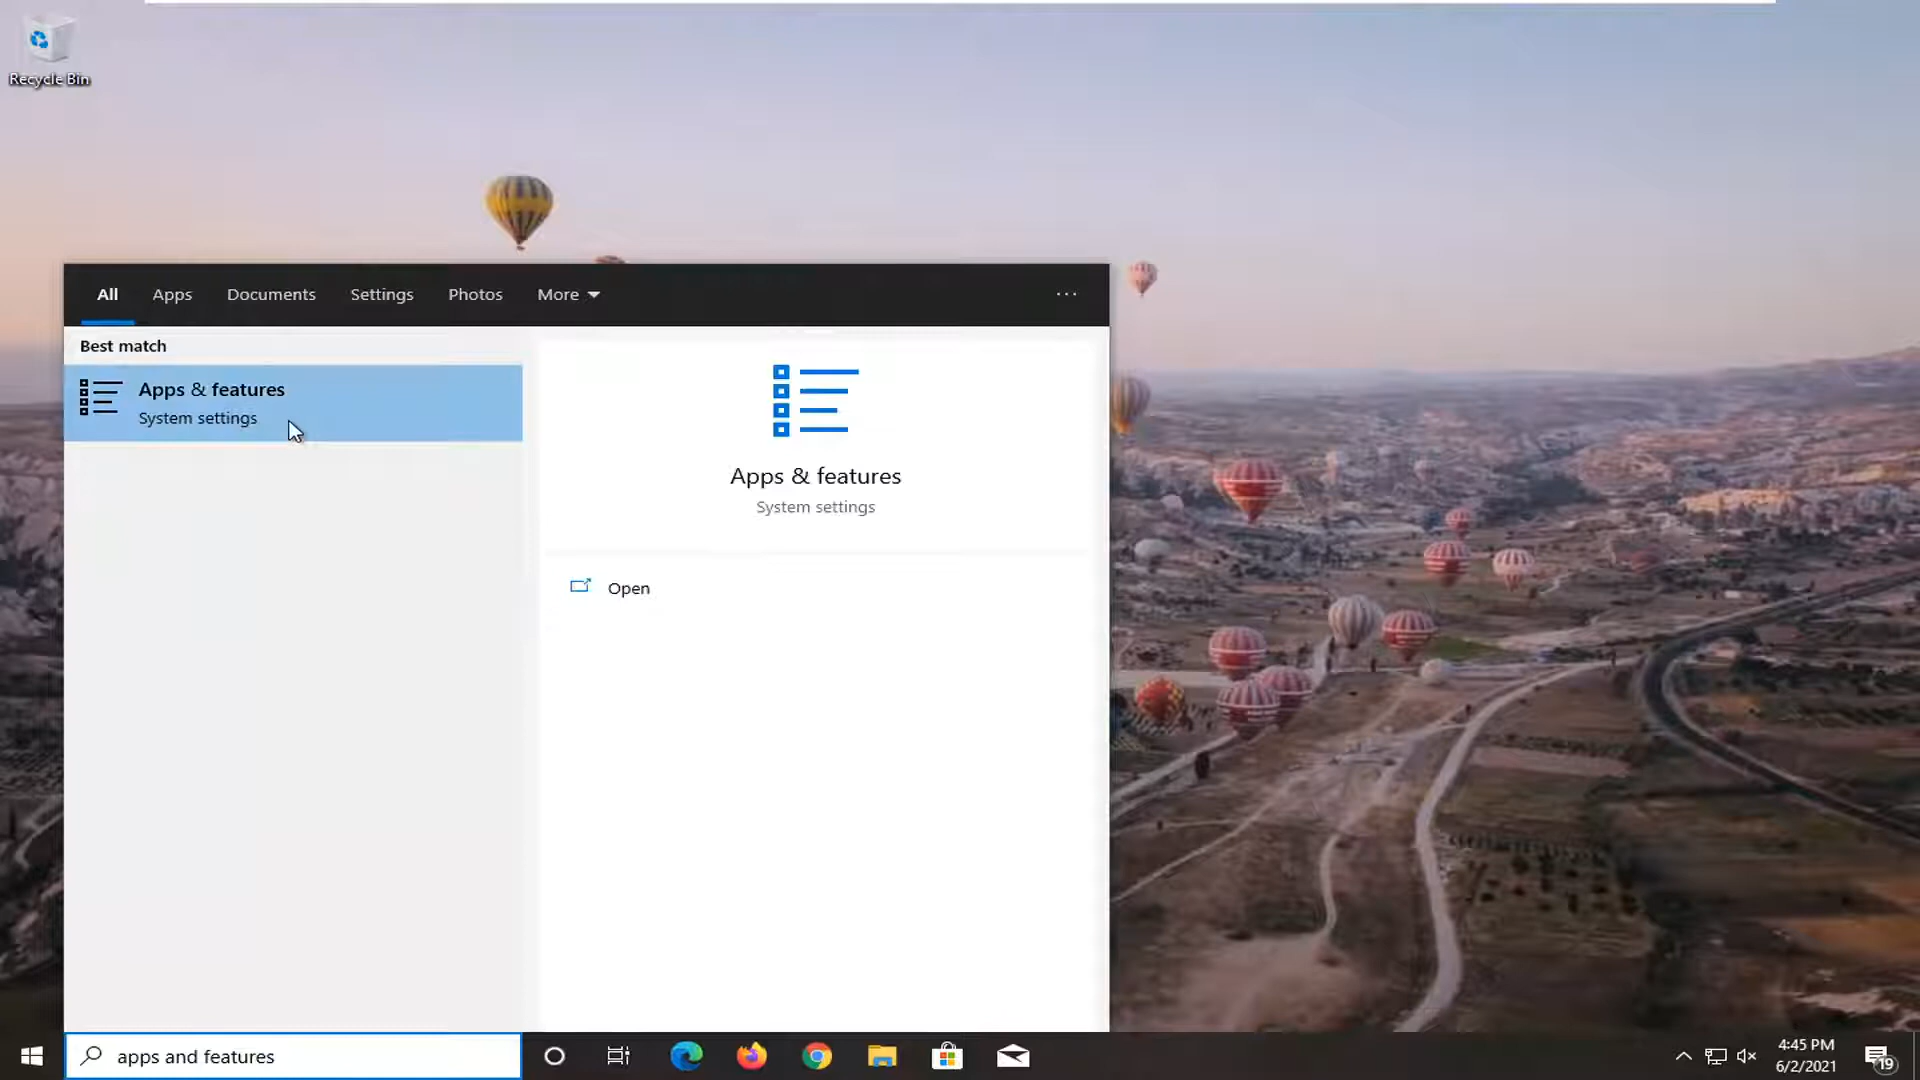 Recycle Bin
All Apps Documents Settings Photos More ...
Best match
Apps & features
System settings
Apps & features
System settings
Open
apps and features
4:45 PM
6/2/2021
19